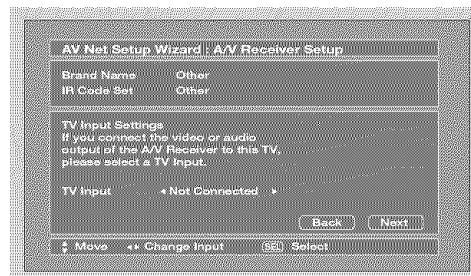 AV Net Setup Wizard : A/V Receiver Setup
Brand Name Other
IR Code Set Other
TV Input Settings
If you connect the video or audio
output of the A/V Receiver to this TV,
please select a TV Input.
TV Input Not Connected
Back Next
Move Change Input SEL Select